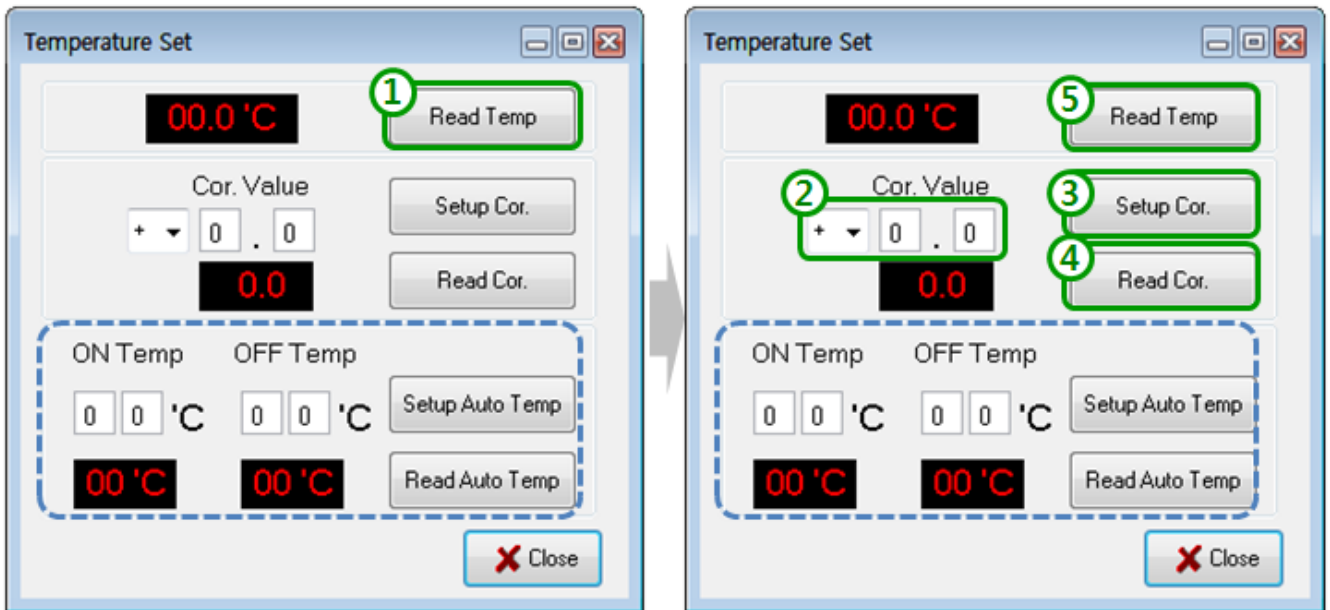 Temperature Set
1
00.0 'C
Read Temp
Cor. Value
Setup Cor.
+ 0 . 0
0.0
Read Cor.
ON Temp OFF Temp
0 0 'C 0 0 'C
Setup Auto Temp
00 'C 00 'C
Read Auto Temp
Close
Temperature Set
5
00.0 'C
Read Temp
2
Cor. Value
3
Setup Cor.
+ 0 . 0
4
0.0
Read Cor.
ON Temp OFF Temp
0 0 'C 0 0 'C
Setup Auto Temp
00 'C 00 'C
Read Auto Temp
Close